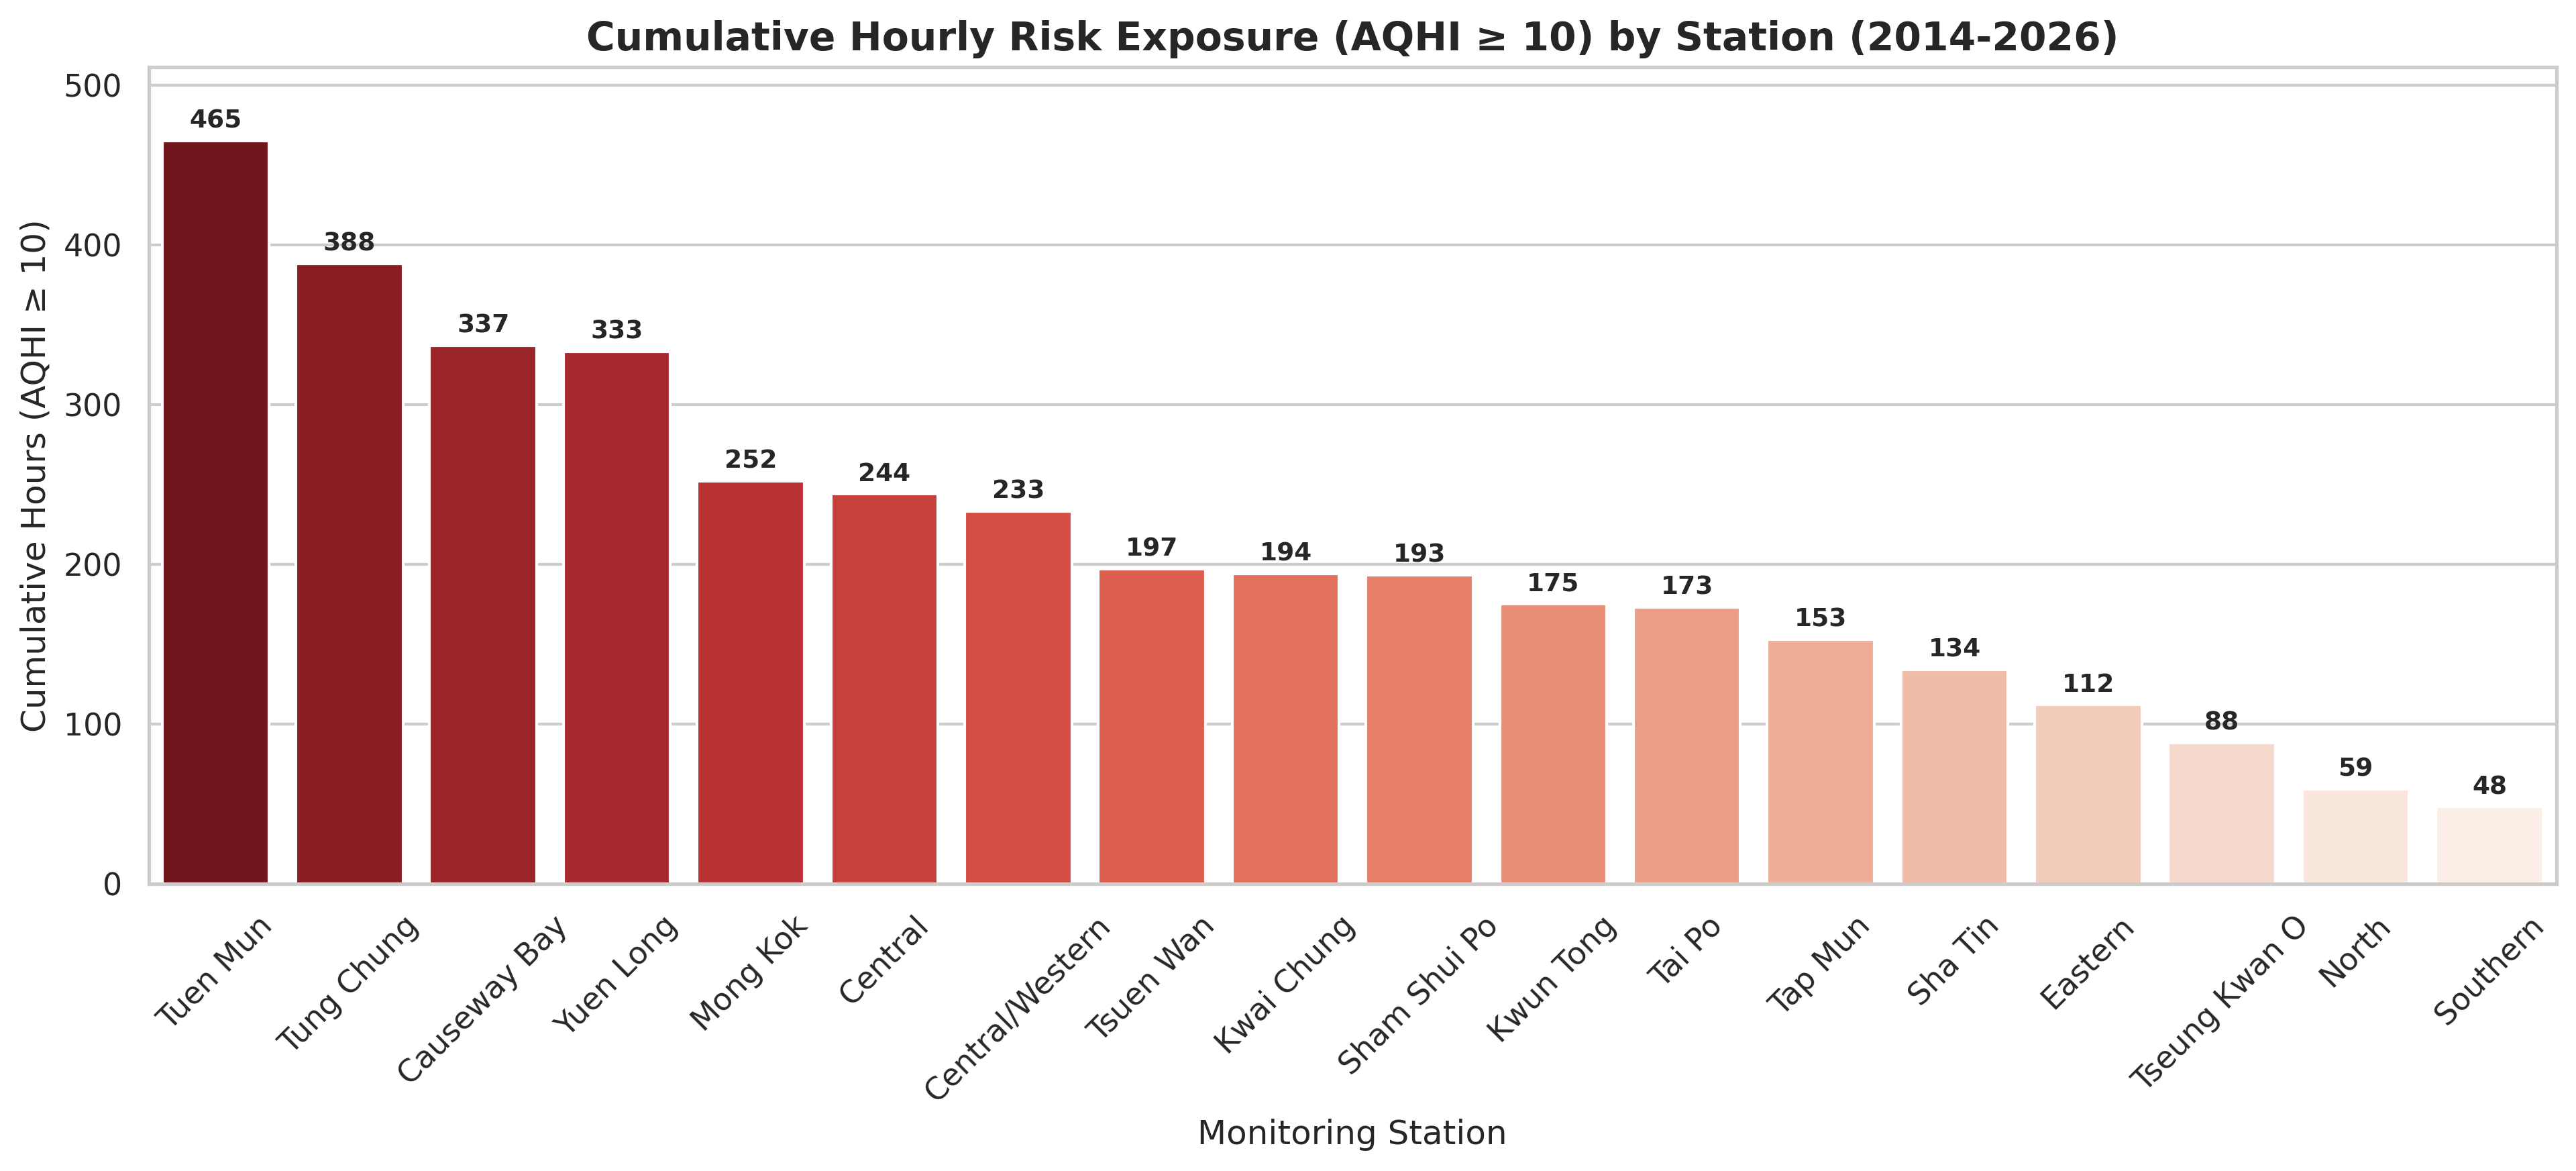 Cumulative Hourly Risk Exposure (AQHI ≥ 10) by Station (2014-2026)
Cumulative Hours (AQHI ≥ 10)
500
400
300
200
100
0
465
388
337
333
252
244
233
197
194
193
175
173
153
134
112
88
59
48
Tuen Mun
Tung Chung
Causeway Bay
Yuen Long
Mong Kok
Central
Central/Western
Tsuen Wan
Kwai Chung
Sham Shui Po
Kwun Tong
Tai Po
Tap Mun
Sha Tin
Eastern
Tseung Kwan O
North
Southern
Monitoring Station